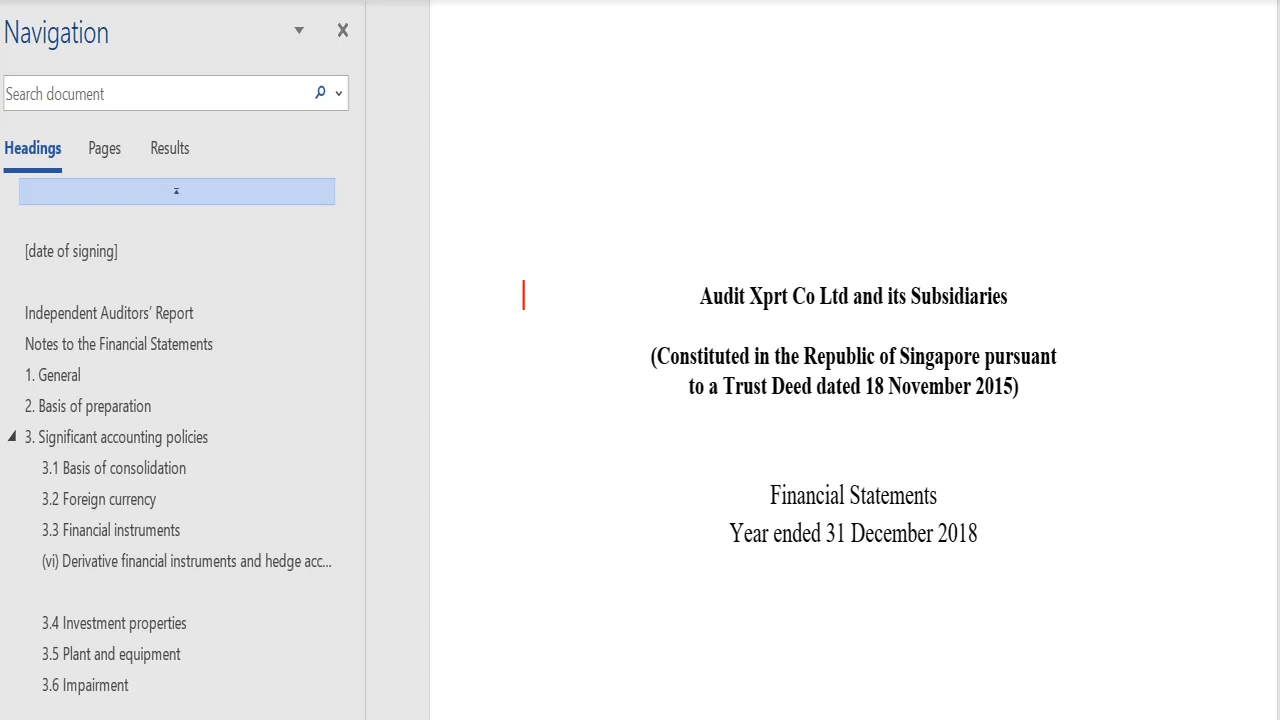 Navigation
Search document
Headings Pages Results
[date of signing]
Independent Auditors’ Report
Notes to the Financial Statements
1. General
2. Basis of preparation
3. Significant accounting policies
3.1 Basis of consolidation
3.2 Foreign currency
3.3 Financial instruments
(vi) Derivative financial instruments and hedge acc...
3.4 Investment properties
3.5 Plant and equipment
3.6 Impairment
Audit Xprt Co Ltd and its Subsidiaries
(Constituted in the Republic of Singapore pursuant
to a Trust Deed dated 18 November 2015)
Financial Statements
Year ended 31 December 2018